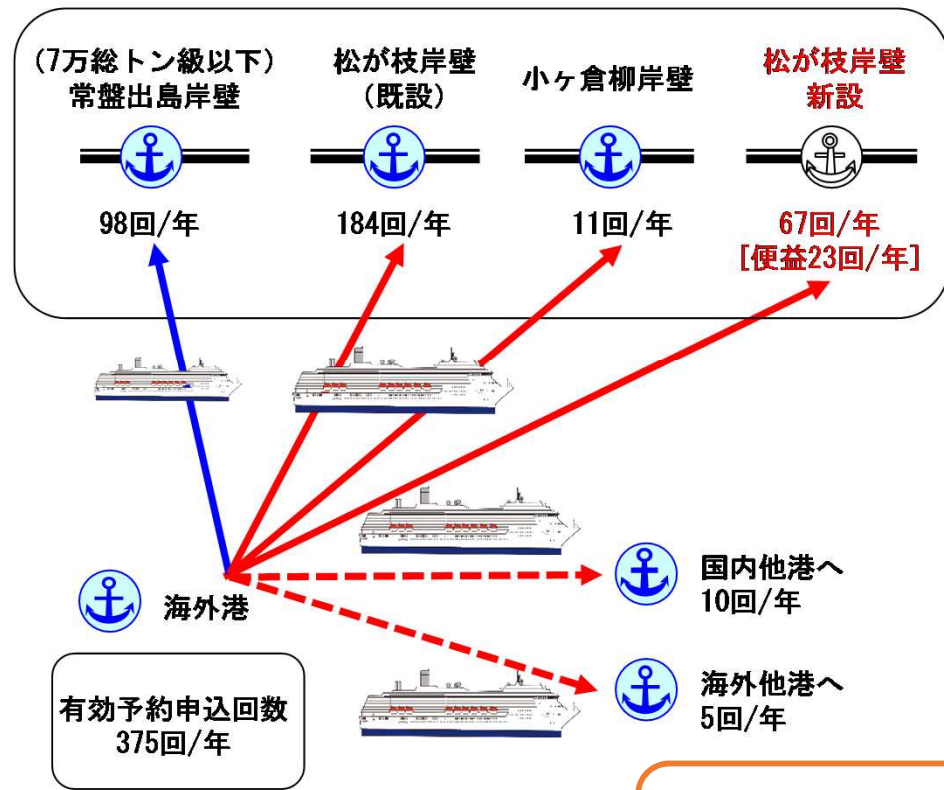 (7万総トン級以下)
常盤出島岸壁
98回/年
松が枝岸壁
(既設)
184回/年
小ヶ倉柳岸壁
11回/年
松が枝岸壁
新設
67回/年
[便益23回/年]
海外港
有効予約申込回数
375回/年
国内他港へ
10回/年
海外他港へ
5回/年